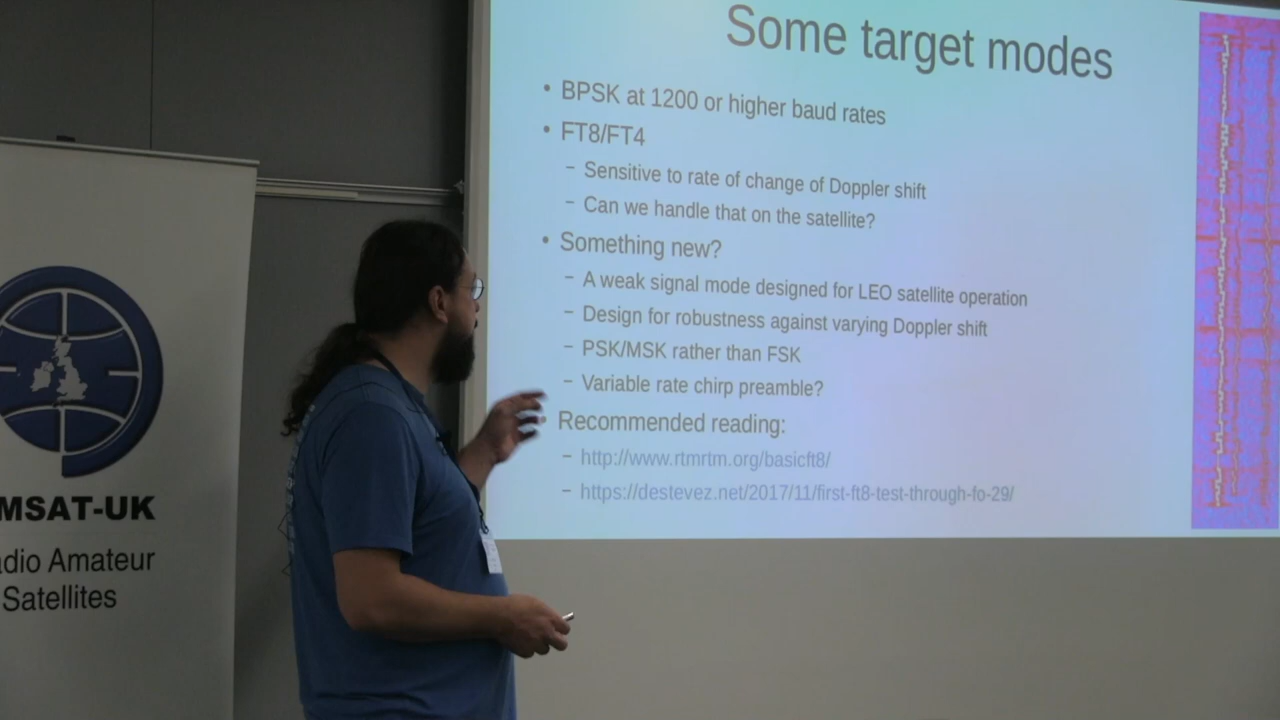 Some target modes
• BPSK at 1200 or higher baud rates
• FT8/FT4
– Sensitive to rate of change of Doppler shift
– Can we handle that on the satellite?
• Something new?
– A weak signal mode designed for LEO satellite operation
– Design for robustness against varying Doppler shift
– PSK/MSK rather than FSK
– Variable rate chirp preamble?
• Recommended reading:
– http://www.rtmrtm.org/basicft8/
– https://destevez.net/2017/11/first-ft8-test-through-fo-29/
MSAT-UK
adio Amateur
Satellites